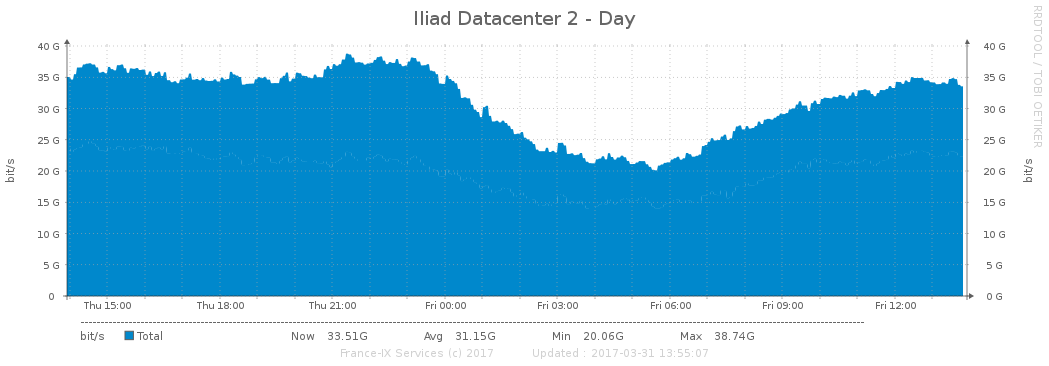 Iliad Datacenter 2 - Day
RRDTOOL / TOBI OETIKER
bit/s
40 G
35 G
30 G
25 G
20 G
15 G
10 G
5 G
0
40 G
35 G
30 G
25 G
20 G
15 G
10 G
5 G
0 G
bit/s
Thu 15:00 Thu 18:00 Thu 21:00 Fri 00:00 Fri 03:00 Fri 06:00 Fri 09:00 Fri 12:00
bit/s Total Now 33.51G Avg 31.15G Min 20.06G Max 38.74G
France-IX Services (c) 2017 Updated : 2017-03-31 13:55:07